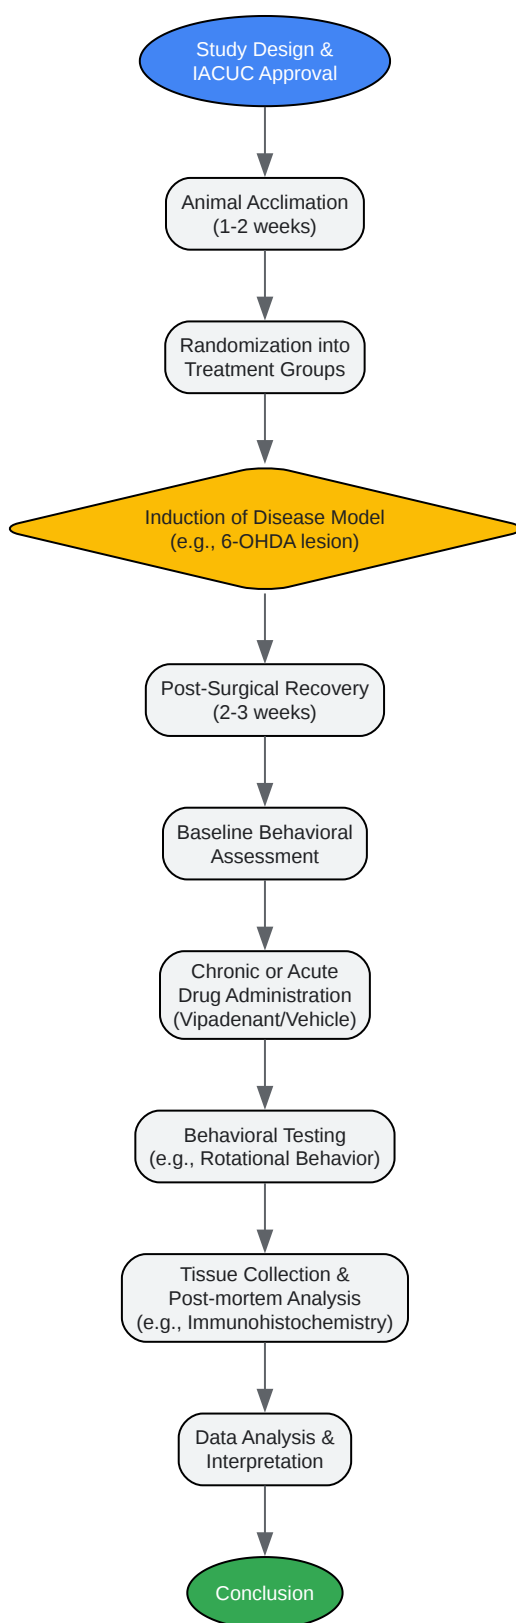 Study Design &
IACUC Approval
Animal Acclimation
(1-2 weeks)
Randomization into
Treatment Groups
Induction of Disease Model
(e.g., 6-OHDA lesion)
Post-Surgical Recovery
(2-3 weeks)
Baseline Behavioral
Assessment
Chronic or Acute
Drug Administration
(Vipadenant/Vehicle)
Behavioral Testing
(e.g., Rotational Behavior)
Tissue Collection &
Post-mortem Analysis
(e.g., Immunohistochemistry)
Data Analysis &
Interpretation
Conclusion